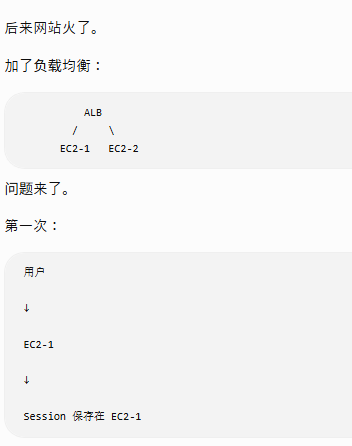 后来网站火了。
加了负载均衡：
ALB
/ \
EC2-1 EC2-2
问题来了。
第一次：
用户
↓
EC2-1
↓
Session 保存在 EC2-1